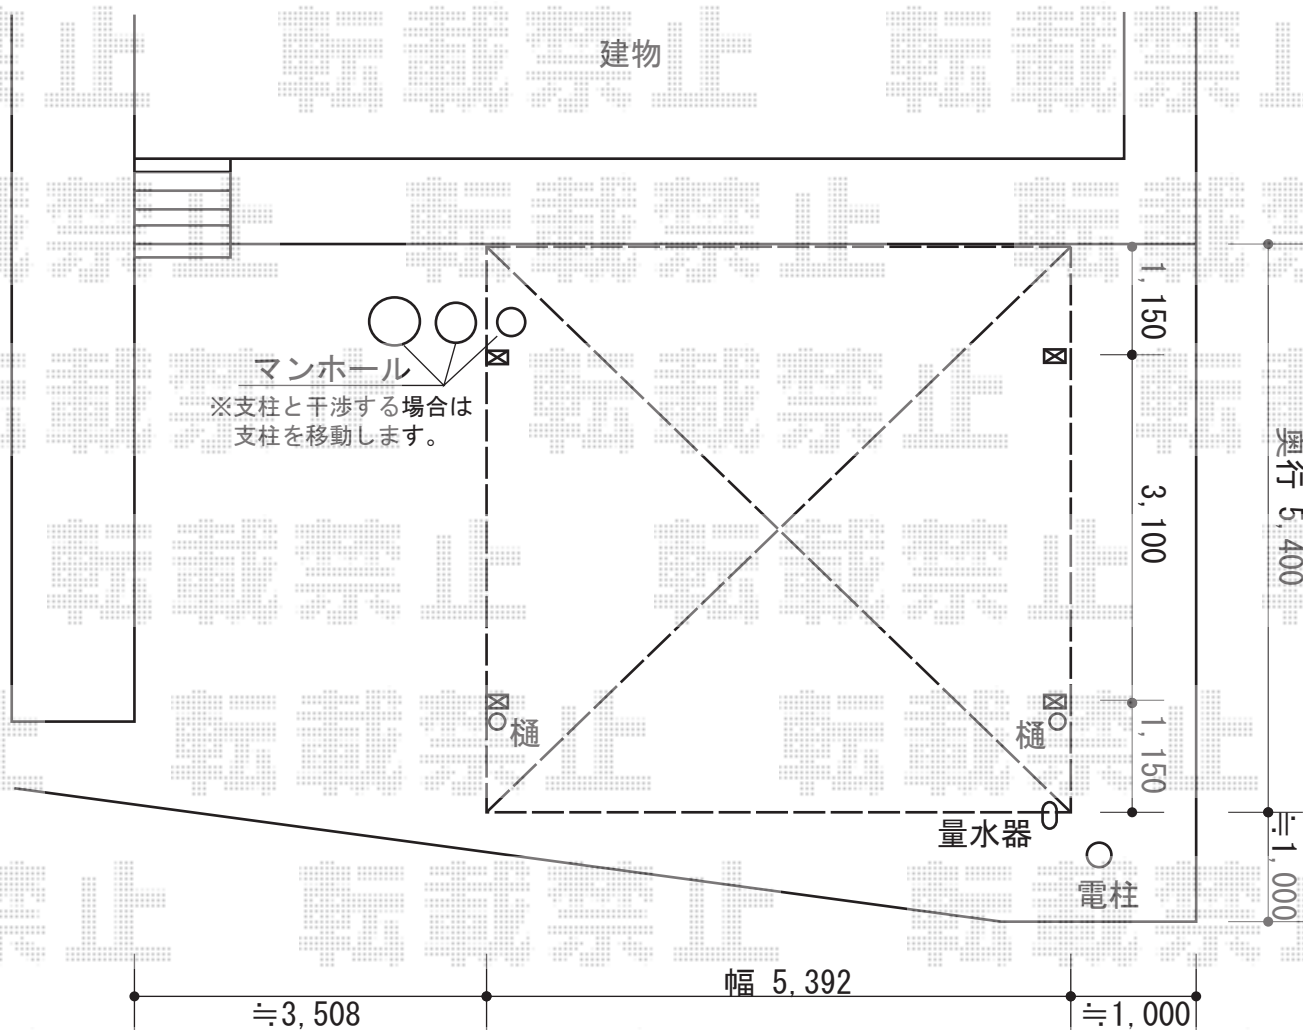 建物
マンホール
※支柱と干渉する場合は
支柱を移動します。
1,150
3,100
1,150
奥行 5,400
≒1,000
樋
樋
量水器
電柱
≒3,508
幅 5,392
≒1,000
転載禁止